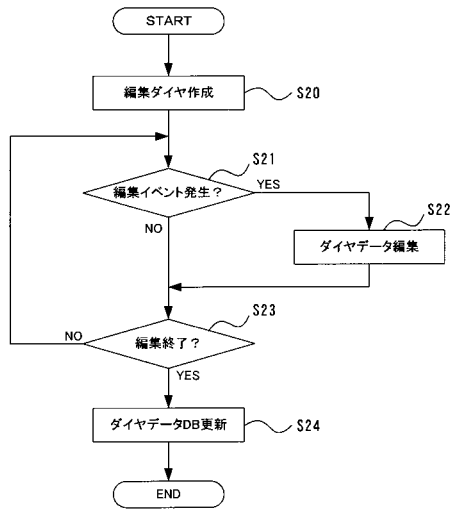 START
編集ダイヤ作成
S20
編集イベント発生？
S21
YES
NO
ダイヤデータ編集
S22
編集終了？
S23
NO
YES
ダイヤデータDB更新
S24
END